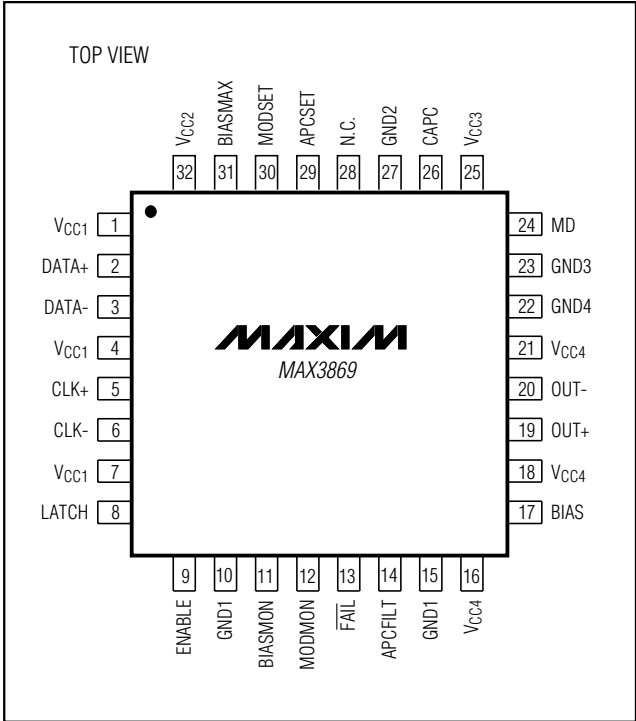 TOP VIEW
VCC2
BIASMAX
MODSET
APCSET
N.C.
GND2
CAPC
VCC3
32
31
30
29
28
27
26
25
VCC1 1
DATA+ 2
DATA- 3
VCC1 4
CLK+ 5
CLK- 6
VCC1 7
LATCH 8
MAXIM
MAX3869
24 MD
23 GND3
22 GND4
21 VCC4
20 OUT-
19 OUT+
18 VCC4
17 BIAS
9
10
11
12
13
14
15
16
ENABLE
GND1
BIASMON
MODMON
FAIL
APCFILT
GND1
VCC4